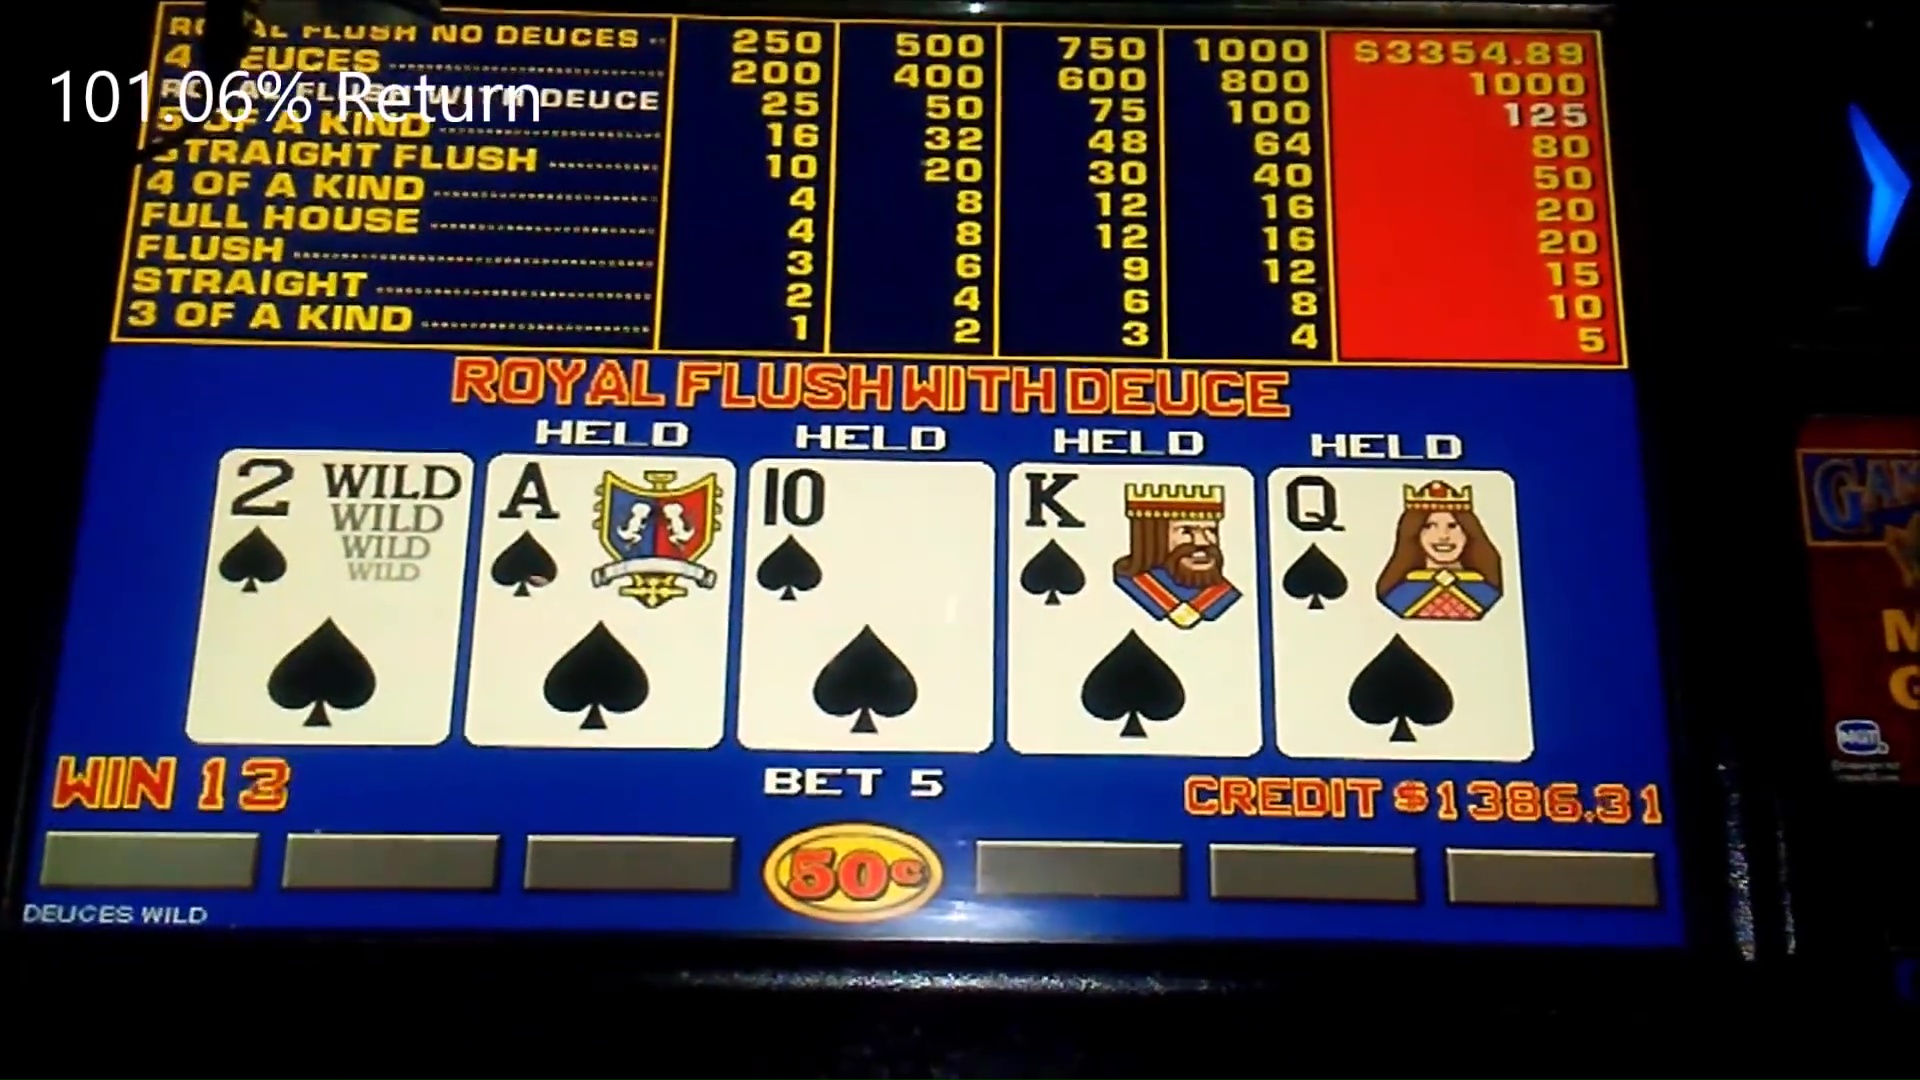 FLUSH NO DEUCES 250 500 750 1000 $3354.89
4 DEUCES 200 400 600 800 1000
ROYAL FLUSH WITH DEUCE 25 50 75 100 125
5 OF A KIND 16 32 48 64 80
STRAIGHT FLUSH 10 20 30 40 50
4 OF A KIND 4 8 12 16 20
FULL HOUSE 4 8 12 16 20
FLUSH 3 6 9 12 15
STRAIGHT 2 4 6 8 10
3 OF A KIND 1 2 3 4 5
101.06% Return
ROYAL FLUSH WITH DEUCE
HELD HELD HELD HELD
2 WILD A 10 K Q
WILD
WILD
WILD
WIN 13 BET 5 CREDIT $1386.31
50¢
DEUCES WILD
GAM
M
G